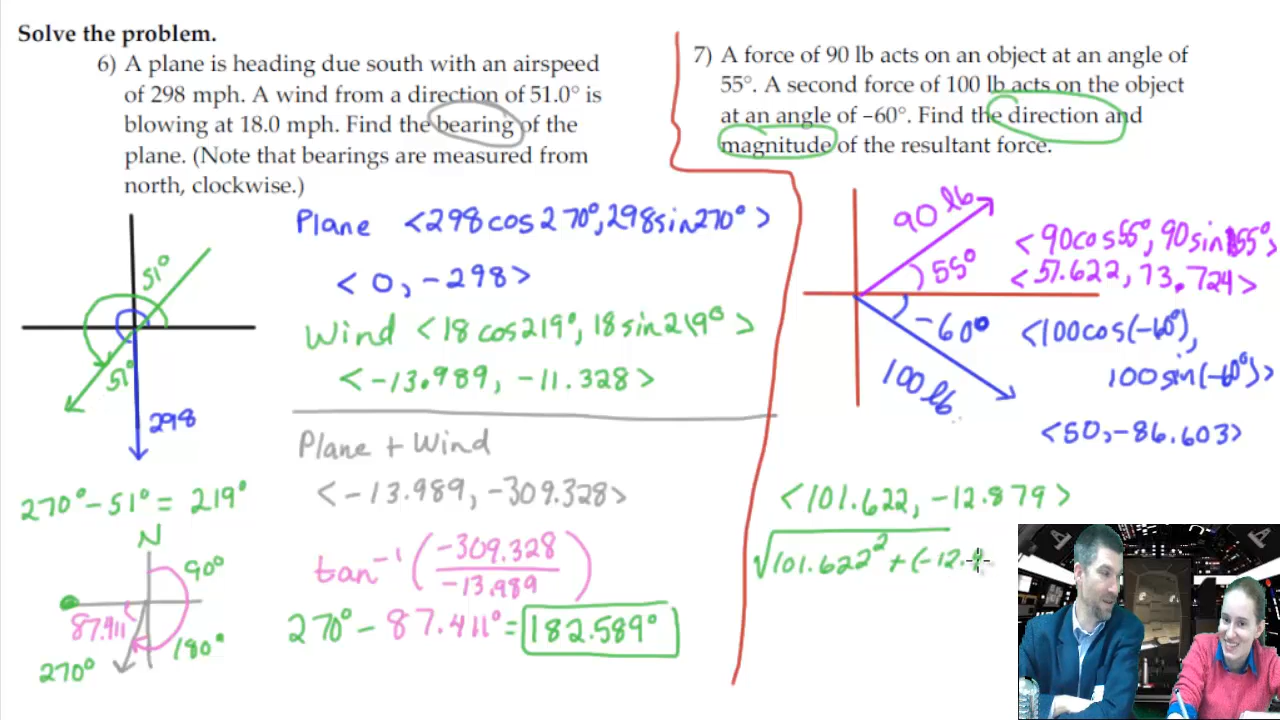 Solve the problem.
6) A plane is heading due south with an airspeed
of 298 mph. A wind from a direction of 51.0° is
blowing at 18.0 mph. Find the bearing of the
plane. (Note that bearings are measured from
north, clockwise.)
51°
51°
298
270° - 51° = 219°
N
90°
87.411
180°
270°
Plane <298cos270°, 298sin270°>
<0, -298>
Wind <18cos219°, 18sin219°>
<-13.989, -11.328>
Plane + Wind
<-13.989, -309.328>
tan⁻¹(-309.328/-13.989)
270° - 87.411° = 182.589°
7) A force of 90 lb acts on an object at an angle of
55°. A second force of 100 lb acts on the object
at an angle of –60°. Find the direction and
magnitude of the resultant force.
90 lb
55°
<90cos55°, 90sin55°>
<51.622, 73.724>
-60°
100 lb
<100cos(-60°),
100sin(-60°)>
<50, -86.603>
<101.622, -12.879>
√101.622² + (-12.